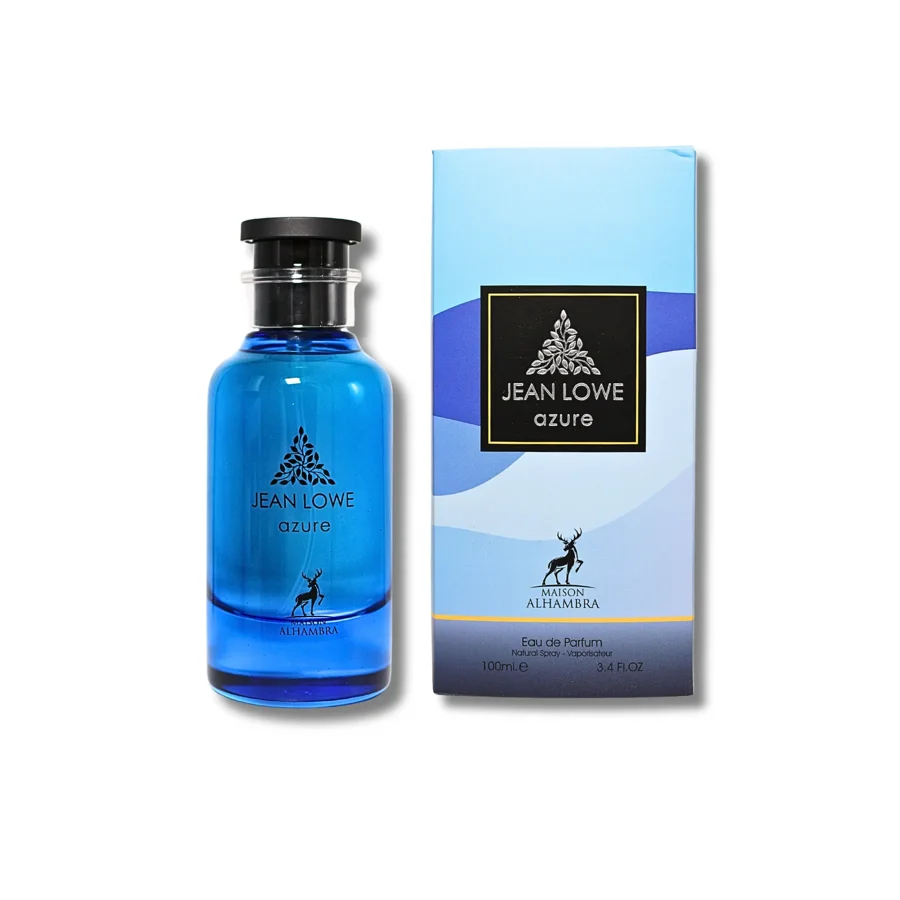 JEAN LOWE
azure
MAISON
ALHAMBRA
JEAN LOWE
azure
MAISON
ALHAMBRA
Eau de Parfum
Natural Spray - Vaporisateur
100ml.e 3.4 Fl.OZ